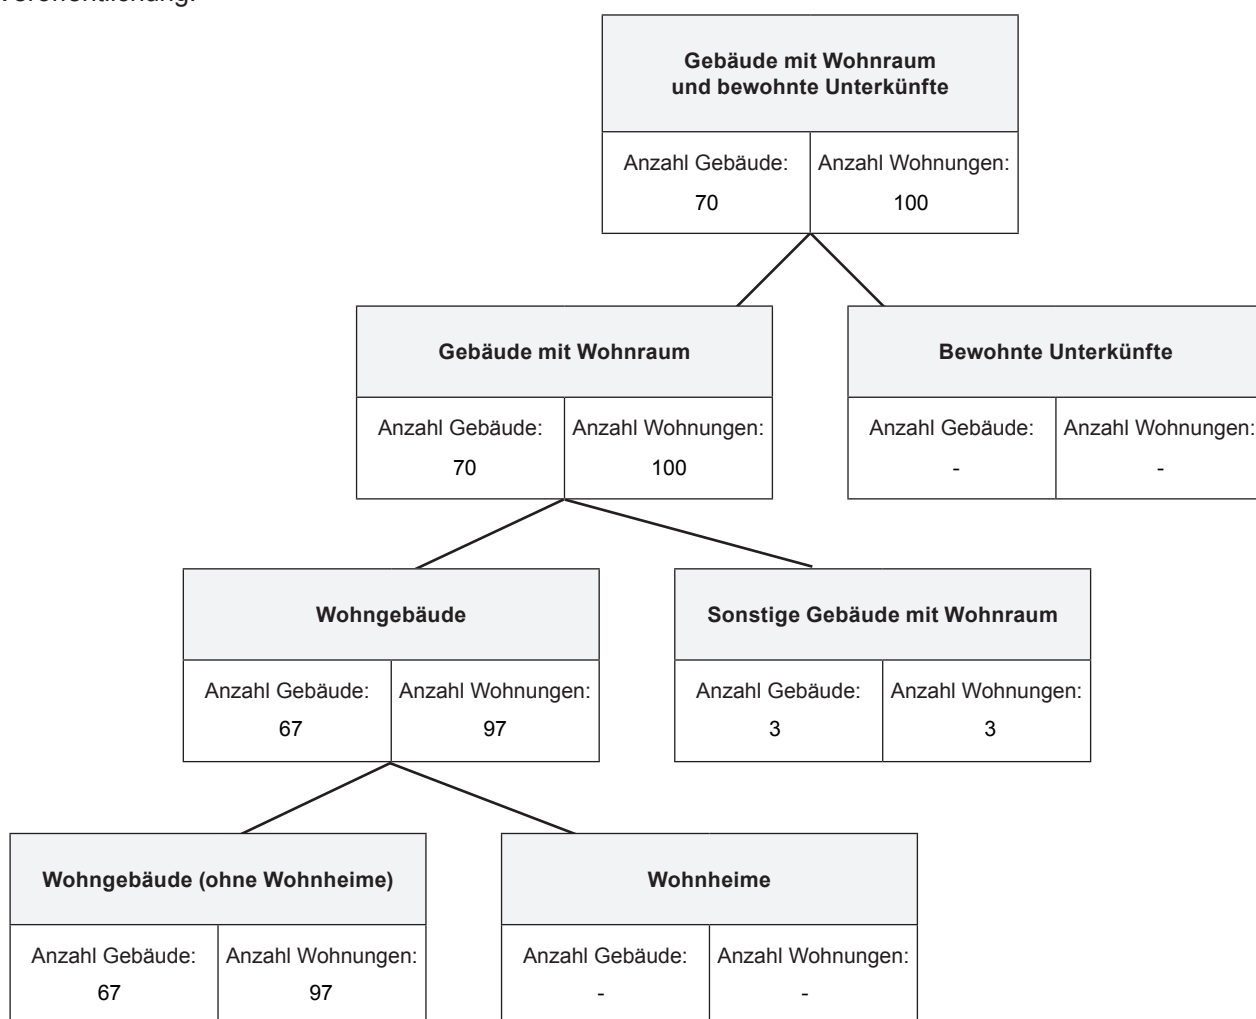 Veröffentlichung.
Gebäude mit Wohnraum
und bewohnte Unterkünfte
Anzahl Gebäude:
70
Anzahl Wohnungen:
100
Gebäude mit Wohnraum
Anzahl Gebäude:
70
Anzahl Wohnungen:
100
Bewohnte Unterkünfte
Anzahl Gebäude:
-
Anzahl Wohnungen:
-
Wohngebäude
Anzahl Gebäude:
67
Anzahl Wohnungen:
97
Sonstige Gebäude mit Wohnraum
Anzahl Gebäude:
3
Anzahl Wohnungen:
3
Wohngebäude (ohne Wohnheime)
Anzahl Gebäude:
67
Anzahl Wohnungen:
97
Wohnheime
Anzahl Gebäude:
-
Anzahl Wohnungen:
-